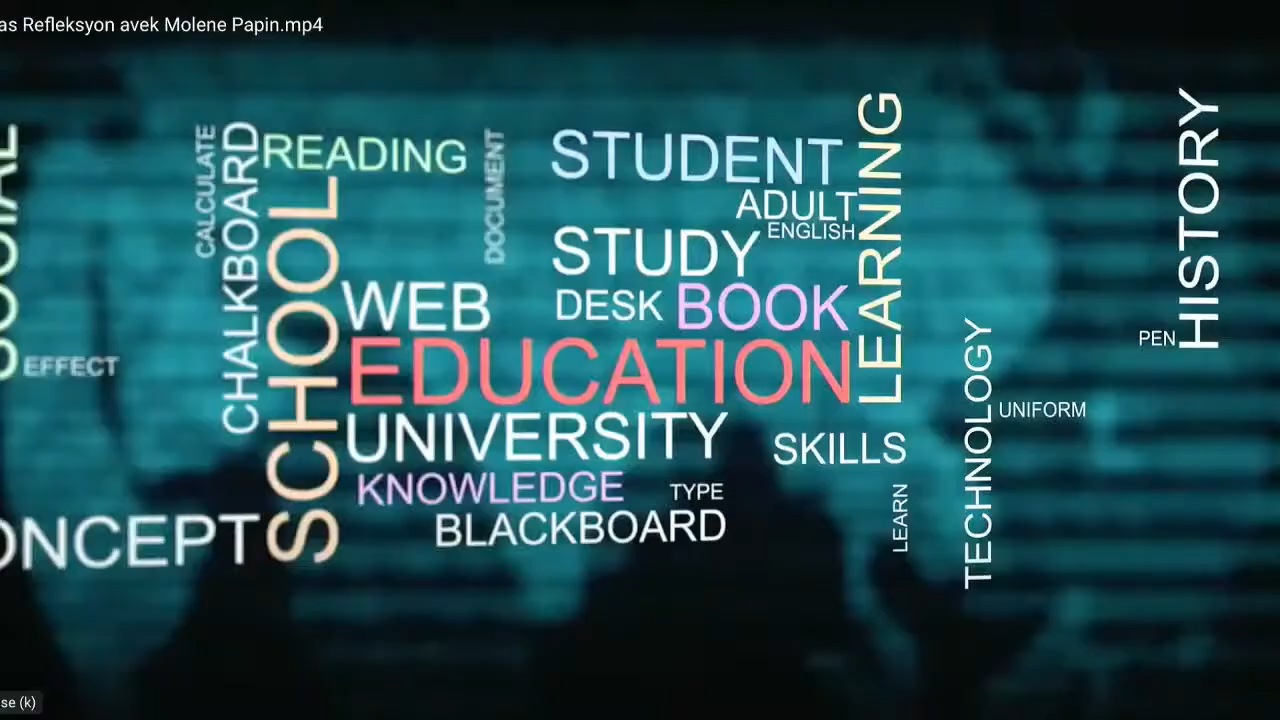 as Refleksyon avek Molene Papin.mp4
CALCULATE
CHALKBOARD
READING
DOCUMENT
STUDENT
LEARNING
HISTORY
ADULT
ENGLISH
STUDY
SCHOOL
WEB
DESK
BOOK
PEN
EFFECT
EDUCATION
TECHNOLOGY
UNIFORM
UNIVERSITY
SKILLS
KNOWLEDGE
TYPE
LEARN
ONCEPT
BLACKBOARD
se (k)